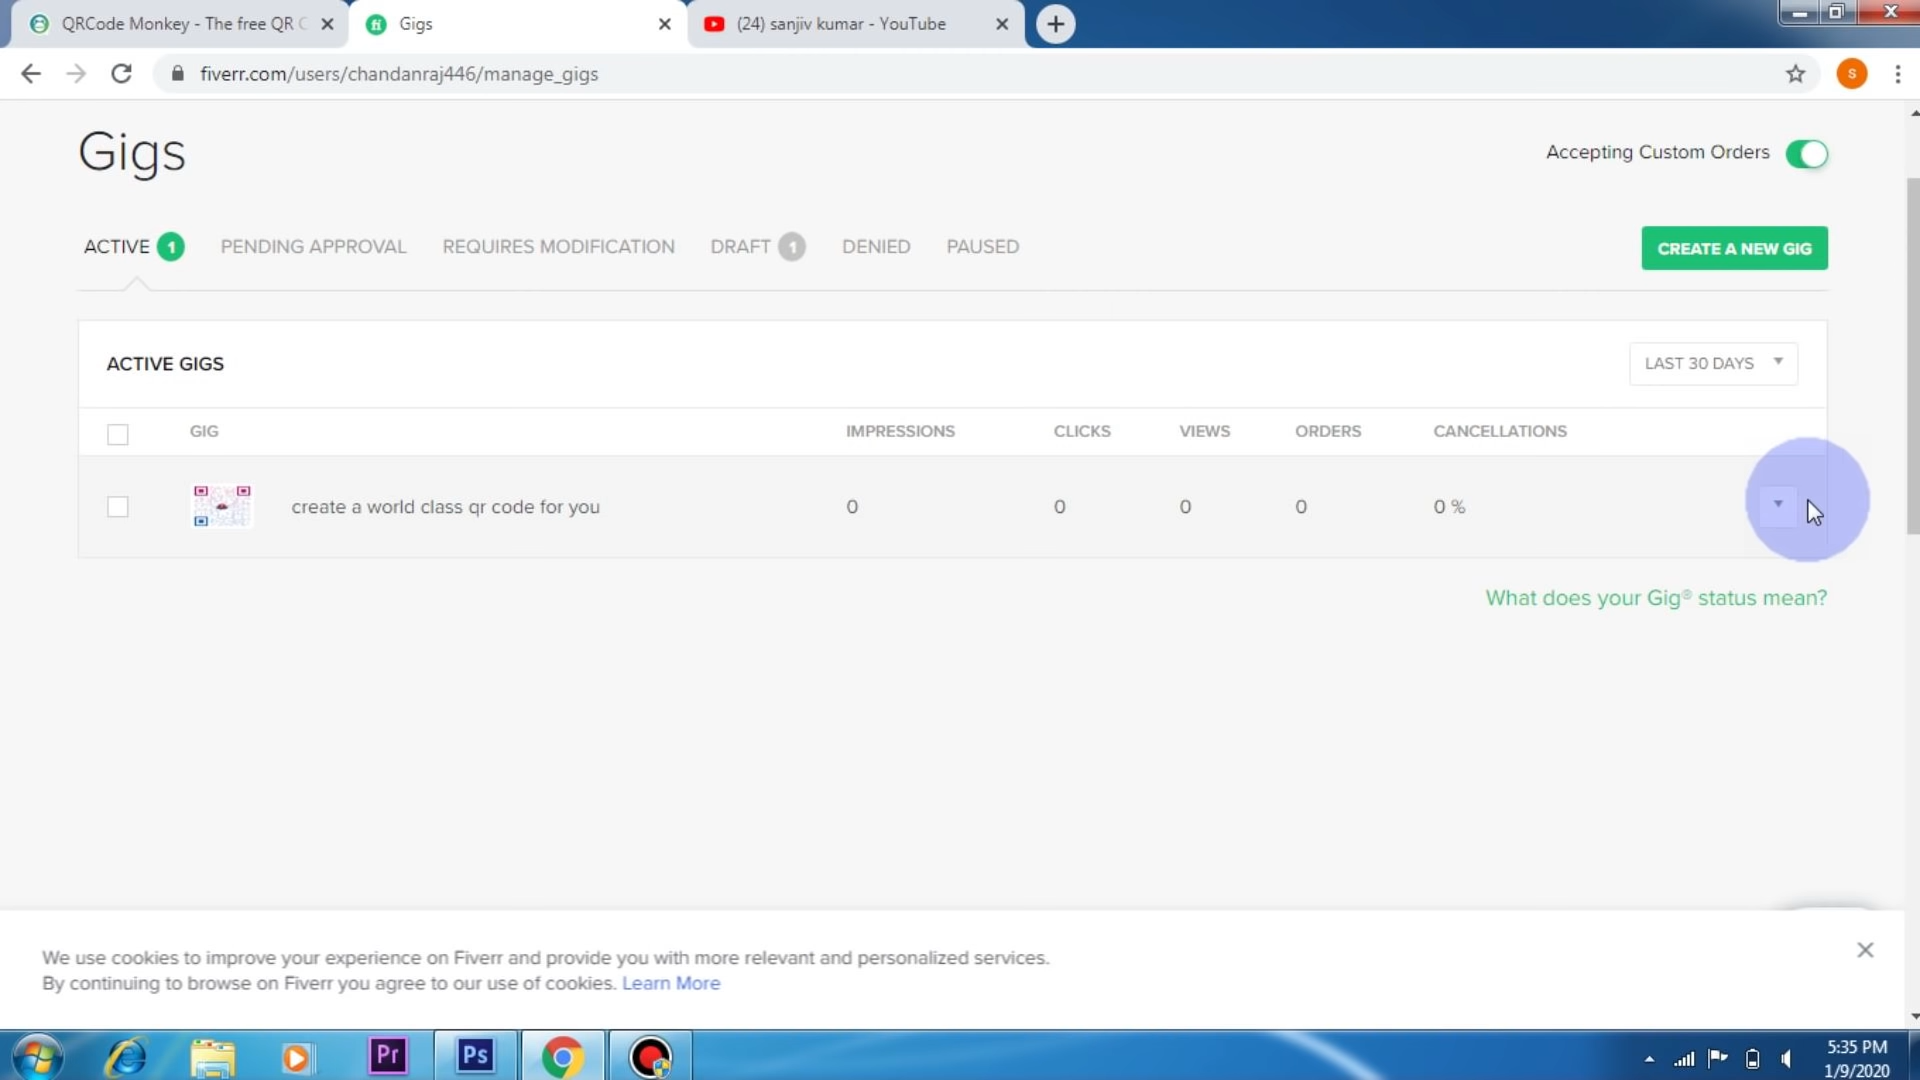 QRCode Monkey - The free QR C
Gigs
(24) sanjiv kumar - YouTube
fiverr.com/users/chandanraj446/manage_gigs
S
Gigs
Accepting Custom Orders
ACTIVE 1 PENDING APPROVAL REQUIRES MODIFICATION DRAFT 1 DENIED PAUSED
CREATE A NEW GIG
ACTIVE GIGS
LAST 30 DAYS
GIG IMPRESSIONS CLICKS VIEWS ORDERS CANCELLATIONS
create a world class qr code for you 0 0 0 0 0 %
What does your Gig® status mean?
We use cookies to improve your experience on Fiverr and provide you with more relevant and personalized services.
By continuing to browse on Fiverr you agree to our use of cookies. Learn More
Pr
Ps
5:35 PM
1/9/2020